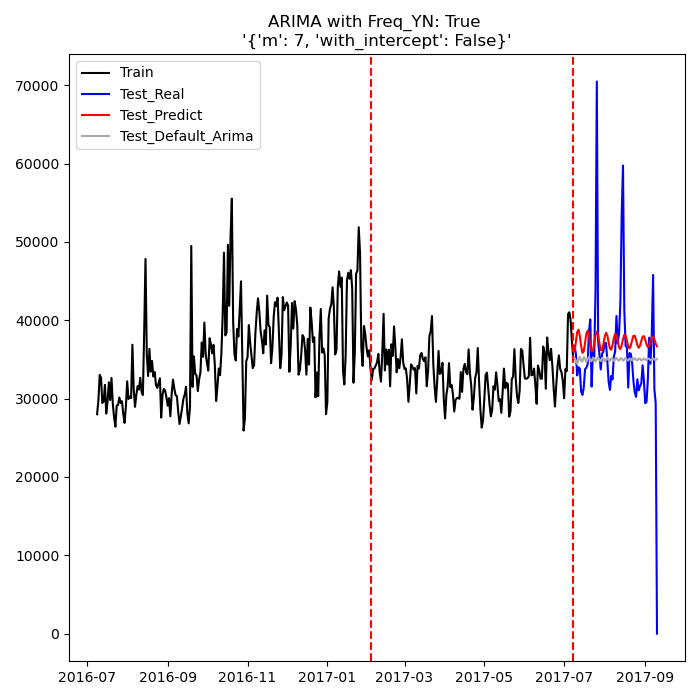 ARIMA with Freq_YN: True
'{'m': 7, 'with_intercept': False}'
Train
Test_Real
Test_Predict
Test_Default_Arima
70000
60000
50000
40000
30000
20000
10000
0
2016-07 2016-09 2016-11 2017-01 2017-03 2017-05 2017-07 2017-09